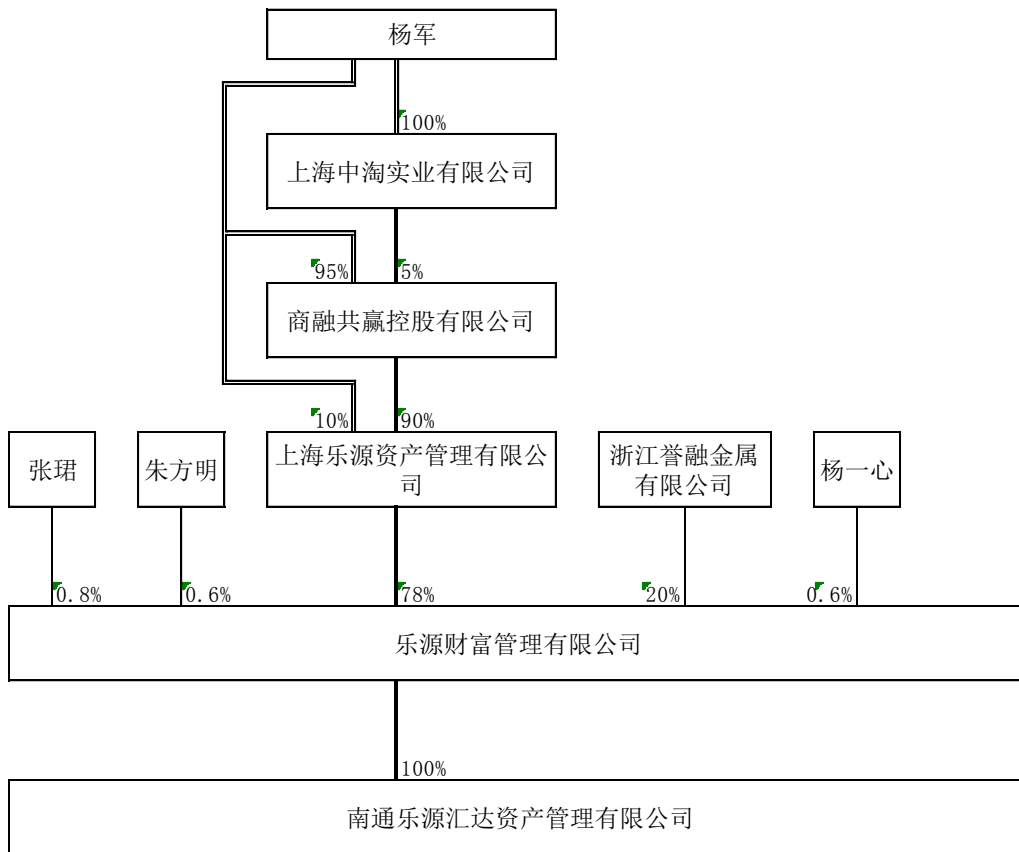 杨军
100%
上海中淘实业有限公司
95%
5%
商融共赢控股有限公司
10%
90%
张珺
朱方明
上海乐源资产管理有限公
司
浙江誉融金属
有限公司
杨一心
0.8%
0.6%
78%
20%
0.6%
乐源财富管理有限公司
100%
南通乐源汇达资产管理有限公司